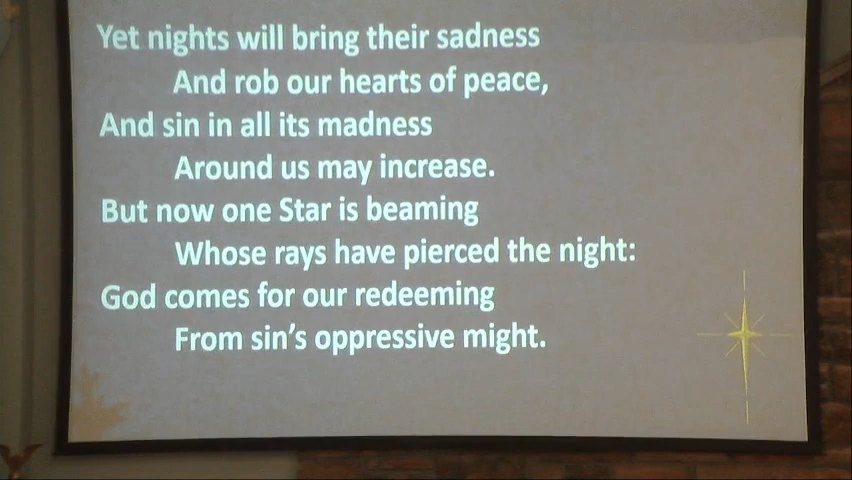 Yet nights will bring their sadness
And rob our hearts of peace,
And sin in all its madness
Around us may increase.
But now one Star is beaming
Whose rays have pierced the night:
God comes for our redeeming
From sin’s oppressive might.